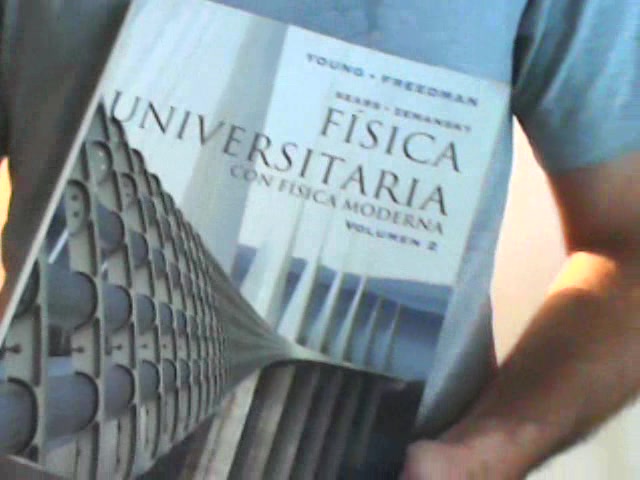 YOUNG • FREEDMAN
SEARS • ZEMANSKY
FÍSICA
UNIVERSITARIA
CON FÍSICA MODERNA
VOLUMEN 2